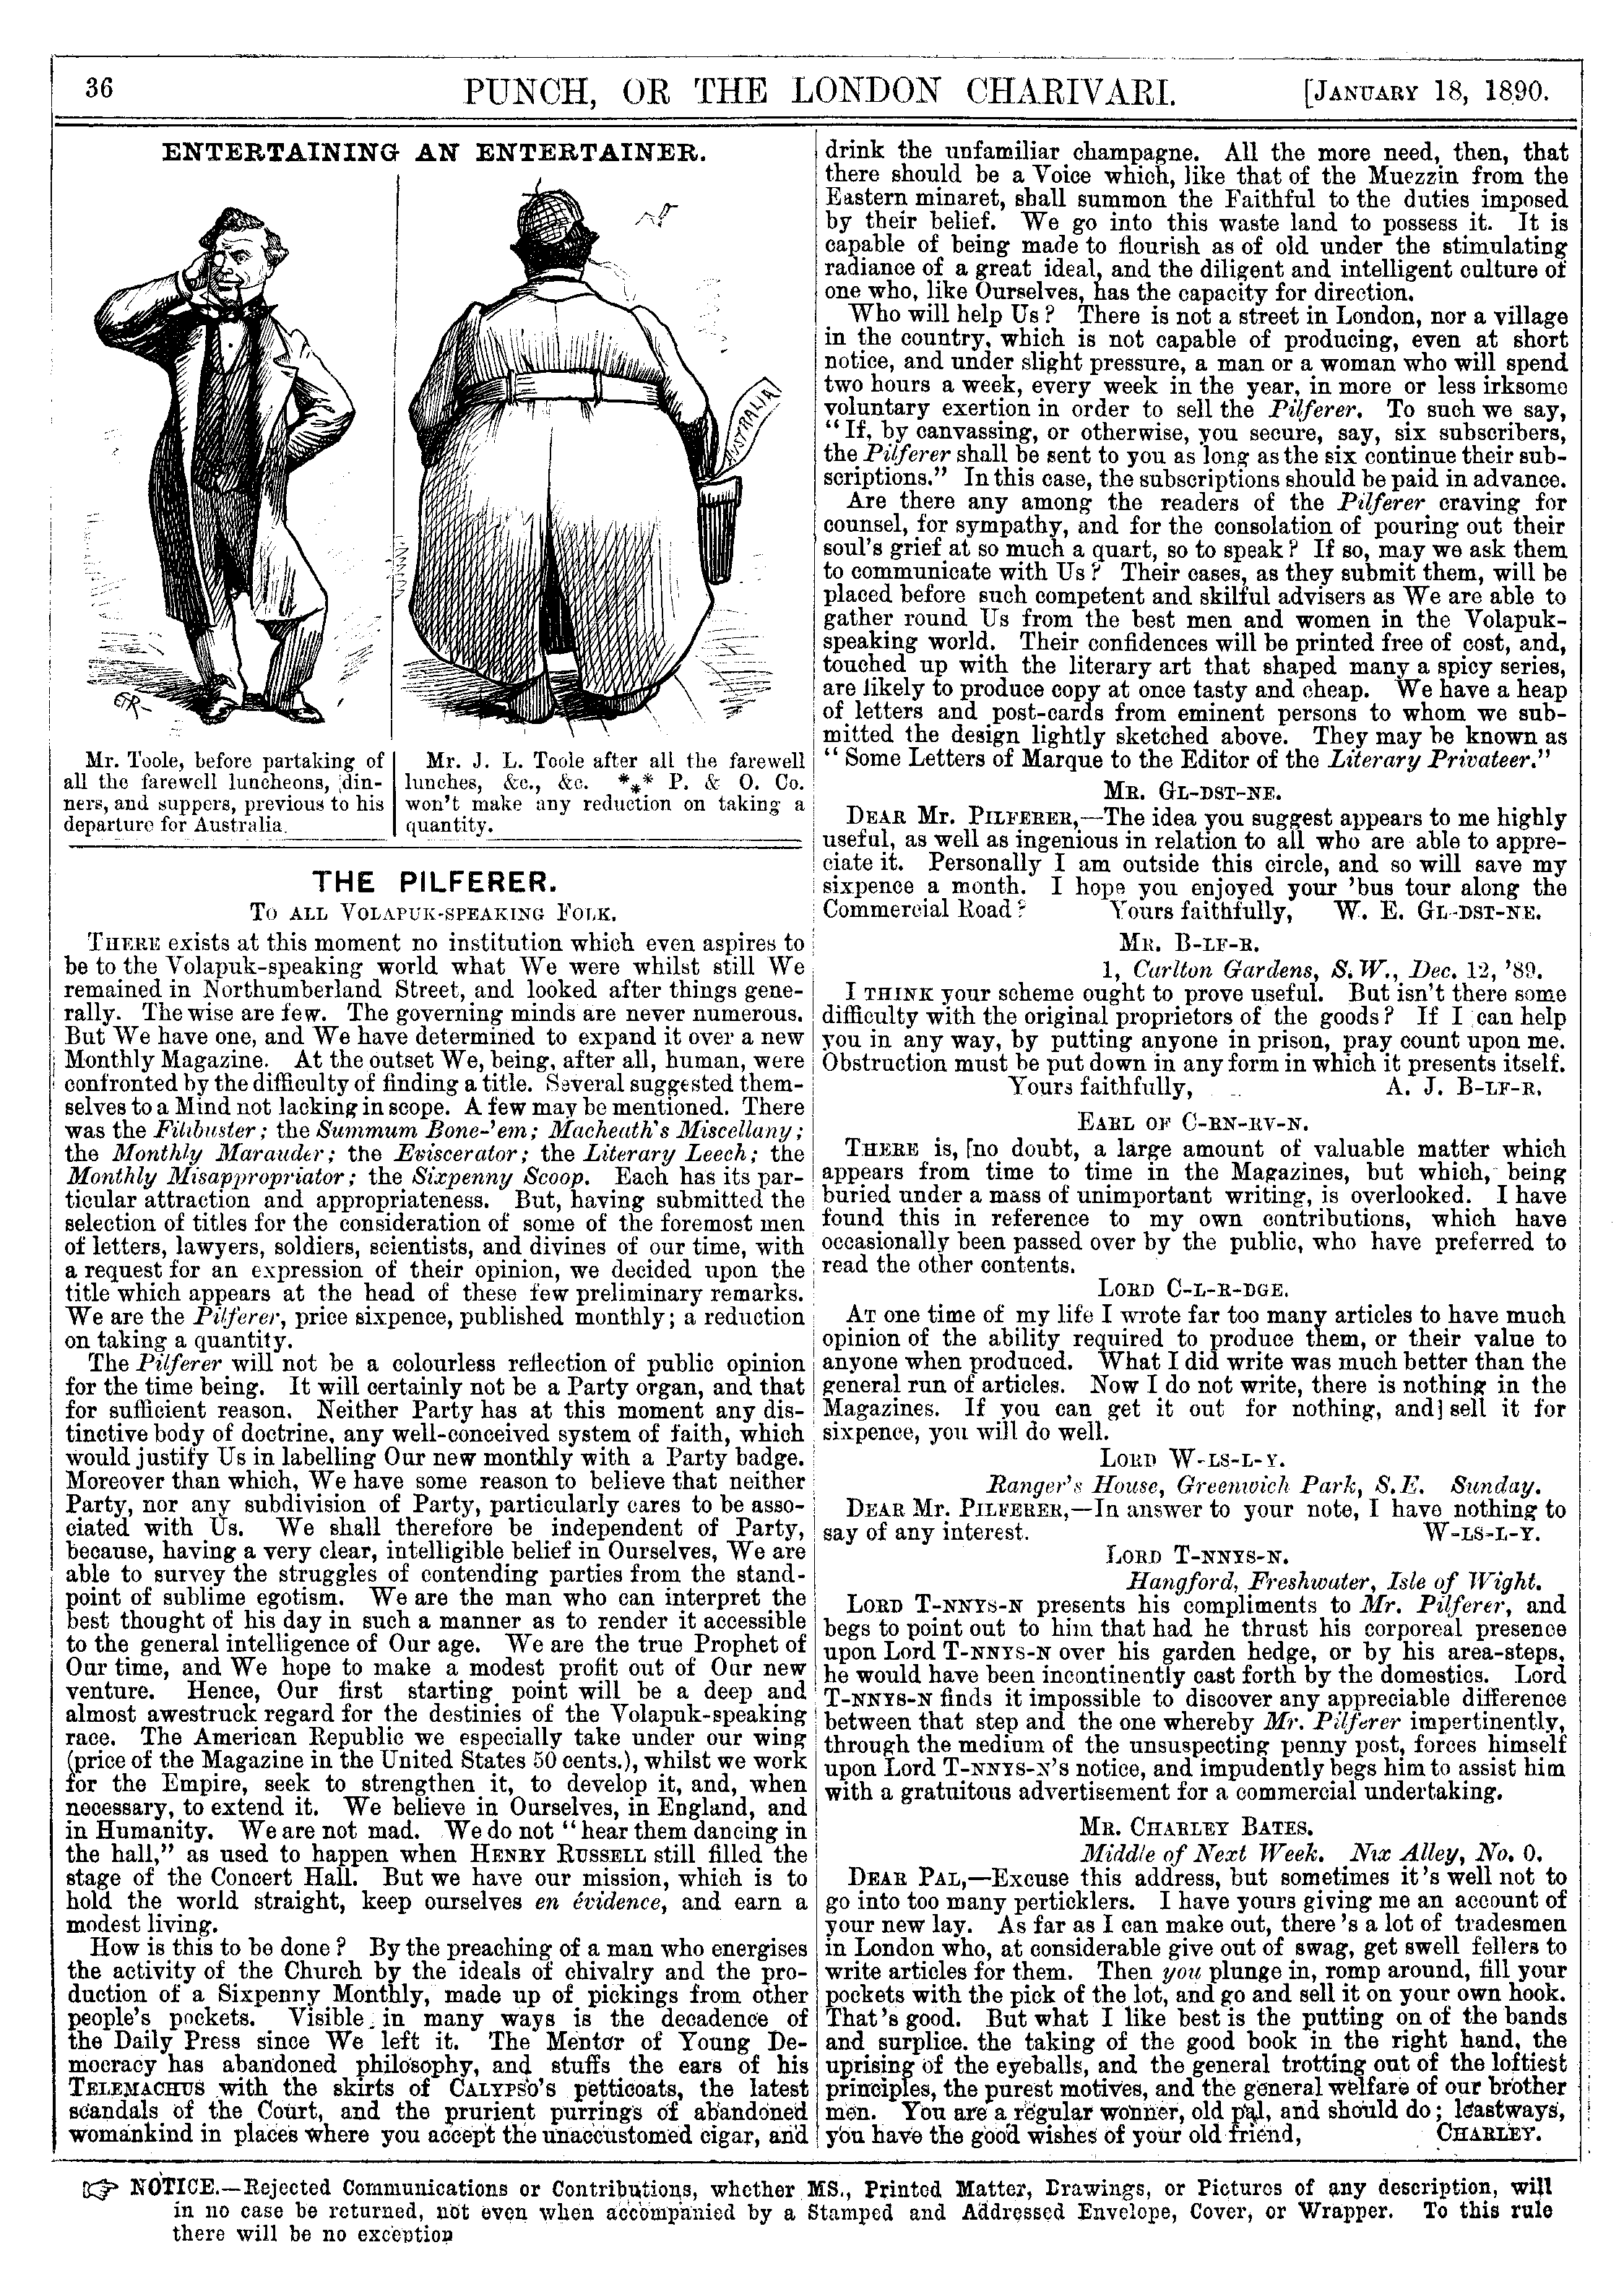 36
PUNCH, OR THE LONDON CHARIVARI.
[JANUARY 18, 1890.
ENTERTAINING AN ENTERTAINER.
AUSTRALIA
Mr. Toole, before partaking of
all the farewell luncheons, din-
ners, and suppers, previous to his
departure for Australia.
Mr. J. L. Toole after all the farewell
lunches, &c., &c. *** P. & O. Co.
won't make any reduction on taking a
quantity.
THE PILFERER.
TO ALL VOLAPUK-SPEAKING FOLK.
THERE exists at this moment no institution which even aspires to
be to the Volapuk-speaking world what We were whilst still We
remained in Northumberland Street, and looked after things gene-
rally. The wise are few. The governing minds are never numerous.
But We have one, and We have determined to expand it over a new
Monthly Magazine. At the outset We, being, after all, human, were
confronted by the difficulty of finding a title. Several suggested them-
selves to a Mind not lacking in scope. A few may be mentioned. There
was the Filibuster; the Summum Bone-'em; Macheath's Miscellany;
the Monthly Marauder; the Eviscerator; the Literary Leech; the
Monthly Misappropriator; the Sixpenny Scoop. Each has its par-
ticular attraction and appropriateness. But, having submitted the
selection of titles for the consideration of some of the foremost men
of letters, lawyers, soldiers, scientists, and divines of our time, with
a request for an expression of their opinion, we decided upon the
title which appears at the head of these few preliminary remarks.
We are the Pilferer, price sixpence, published monthly; a reduction
on taking a quantity.
The Pilferer will not be a colourless reflection of public opinion
for the time being. It will certainly not be a Party organ, and that
for sufficient reason. Neither Party has at this moment any dis-
tinctive body of doctrine, any well-conceived system of faith, which
would justify Us in labelling Our new monthly with a Party badge.
Moreover than which, We have some reason to believe that neither
Party, nor any subdivision of Party, particularly cares to be asso-
ciated with Us. We shall therefore be independent of Party,
because, having a very clear, intelligible belief in Ourselves, We are
able to survey the struggles of contending parties from the stand-
point of sublime egotism. We are the man who can interpret the
best thought of his day in such a manner as to render it accessible
to the general intelligence of Our age. We are the true Prophet of
Our time, and We hope to make a modest profit out of Our new
venture. Hence, Our first starting point will be a deep and
almost awestruck regard for the destinies of the Volapuk-speaking
race. The American Republic we especially take under our wing
(price of the Magazine in the United States 50 cents.), whilst we work
for the Empire, seek to strengthen it, to develop it, and, when
necessary, to extend it. We believe in Ourselves, in England, and
in Humanity. We are not mad. We do not "hear them dancing in
the hall," as used to happen when HENRY RUSSELL still filled the
stage of the Concert Hall. But we have our mission, which is to
hold the world straight, keep ourselves en évidence, and earn a
modest living.
How is this to be done? By the preaching of a man who energises
the activity of the Church by the ideals of chivalry and the pro-
duction of a Sixpenny Monthly, made up of pickings from other
people's pockets. Visible in many ways is the decadence of
the Daily Press since We left it. The Mentor of Young De-
mocracy has abandoned philosophy, and stuffs the ears of his
TELEMACHUS with the skirts of CALYPSO'S petticoats, the latest
scandals of the Court, and the prurient purrings of abandoned
womankind in places where you accept the unaccustomed cigar, and
drink the unfamiliar champagne. All the more need, then, that
there should be a Voice which, like that of the Muezzin from the
Eastern minaret, shall summon the Faithful to the duties imposed
by their belief. We go into this waste land to possess it. It is
capable of being made to flourish as of old under the stimulating
radiance of a great ideal, and the diligent and intelligent culture of
one who, like Ourselves, has the capacity for direction.
Who will help Us? There is not a street in London, nor a village
in the country, which is not capable of producing, even at short
notice, and under slight pressure, a man or a woman who will spend
two hours a week, every week in the year, in more or less irksome
voluntary exertion in order to sell the Pilferer. To such we say,
"If, by canvassing, or otherwise, you secure, say, six subscribers,
the Pilferer shall be sent to you as long as the six continue their sub-
scriptions." In this case, the subscriptions should be paid in advance.
Are there any among the readers of the Pilferer craving for
counsel, for sympathy, and for the consolation of pouring out their
soul's grief at so much a quart, so to speak? If so, may we ask them
to communicate with Us? Their cases, as they submit them, will be
placed before such competent and skilful advisers as We are able to
gather round Us from the best men and women in the Volapuk-
speaking world. Their confidences will be printed free of cost, and,
touched up with the literary art that shaped many a spicy series,
are likely to produce copy at once tasty and cheap. We have a heap
of letters and post-cards from eminent persons to whom we sub-
mitted the design lightly sketched above. They may be known as
"Some Letters of Marque to the Editor of the Literary Privateer."
MR. GL-DST-NE.
DEAR Mr. PILFERER,—The idea you suggest appears to me highly
useful, as well as ingenious in relation to all who are able to appre-
ciate it. Personally I am outside this circle, and so will save my
sixpence a month. I hope you enjoyed your 'bus tour along the
Commercial Road? Yours faithfully, W. E. GL-DST-NE.
MR. B-LF-R.
1, Carlton Gardens, S.W., Dec. 12, '89.
I THINK your scheme ought to prove useful. But isn't there some
difficulty with the original proprietors of the goods? If I can help
you in any way, by putting anyone in prison, pray count upon me.
Obstruction must be put down in any form in which it presents itself.
Yours faithfully, A. J. B-LF-R.
EARL OF C-RN-RV-N.
THERE is, [no doubt, a large amount of valuable matter which
appears from time to time in the Magazines, but which, being
buried under a mass of unimportant writing, is overlooked. I have
found this in reference to my own contributions, which have
occasionally been passed over by the public, who have preferred to
read the other contents.
LORD C-L-R-DGE.
AT one time of my life I wrote far too many articles to have much
opinion of the ability required to produce them, or their value to
anyone when produced. What I did write was much better than the
general run of articles. Now I do not write, there is nothing in the
Magazines. If you can get it out for nothing, and] sell it for
sixpence, you will do well.
LORD W-LS-L-Y.
Ranger's House, Greenwich Park, S.E. Sunday.
DEAR Mr. PILFERER,—In answer to your note, I have nothing to
say of any interest. W-LS-L-Y.
LORD T-NNYS-N.
Hangford, Freshwater, Isle of Wight.
LORD T-NNYS-N presents his compliments to Mr. Pilferer, and
begs to point out to him that had he thrust his corporeal presence
upon Lord T-NNYS-N over his garden hedge, or by his area-steps,
he would have been incontinently cast forth by the domestics. Lord
T-NNYS-N finds it impossible to discover any appreciable difference
between that step and the one whereby Mr. Pilferer impertinently,
through the medium of the unsuspecting penny post, forces himself
upon Lord T-NNYS-N's notice, and impudently begs him to assist him
with a gratuitous advertisement for a commercial undertaking.
MR. CHARLEY BATES.
Middle of Next Week. Nix Alley, No. 0.
DEAR PAL,—Excuse this address, but sometimes it's well not to
go into too many perticklers. I have yours giving me an account of
your new lay. As far as I can make out, there's a lot of tradesmen
in London who, at considerable give out of swag, get swell fellers to
write articles for them. Then you plunge in, romp around, fill your
pockets with the pick of the lot, and go and sell it on your own hook.
That's good. But what I like best is the putting on of the bands
and surplice. the taking of the good book in the right hand, the
uprising of the eyeballs, and the general trotting out of the loftiest
principles, the purest motives, and the general welfare of our brother
men. You are a regular wonner, old pal, and should do; leastways,
you have the good wishes of your old friend, CHARLEY.
☞ NOTICE.—Rejected Communications or Contributions, whether MS., Printed Matter, Drawings, or Pictures of any description, will
in no case be returned, not even when accompanied by a Stamped and Addressed Envelope, Cover, or Wrapper. To this rule
there will be no exception